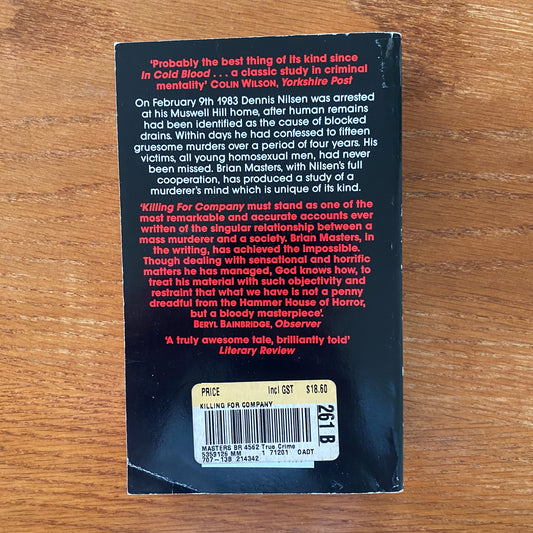 ‘Probably the best thing of its kind since
In Cold Blood . . . a classic study in criminal
mentality’ COLIN WILSON, Yorkshire Post
On February 9th 1983 Dennis Nilsen was arrested
at his Muswell Hill home, after human remains
had been identified as the cause of blocked
drains. Within days he had confessed to fifteen
gruesome murders over a period of four years. His
victims, all young homosexual men, had never
been missed. Brian Masters, with Nilsen's full
cooperation, has produced a study of a
murderer's mind which is unique of its kind.
‘Killing For Company must stand as one of the
most remarkable and accurate accounts ever
written of the singular relationship between a
mass murderer and a society. Brian Masters, in
the writing, has achieved the impossible.
Though dealing with sensational and horrific
matters he has managed, God knows how, to
treat his material with such objectivity and
restraint that what we have is not a penny
dreadful from the Hammer House of Horror,
but a bloody masterpiece’.
BERYL BAINBRIDGE, Observer
‘A truly awesome tale, brilliantly told’
Literary Review
PRICE Incl GST $18.60
KILLING FOR COMPANY
261 B
MASTERS BR 4562 True Crime
5359126 MM 1 71201 OADT
707-139 214342